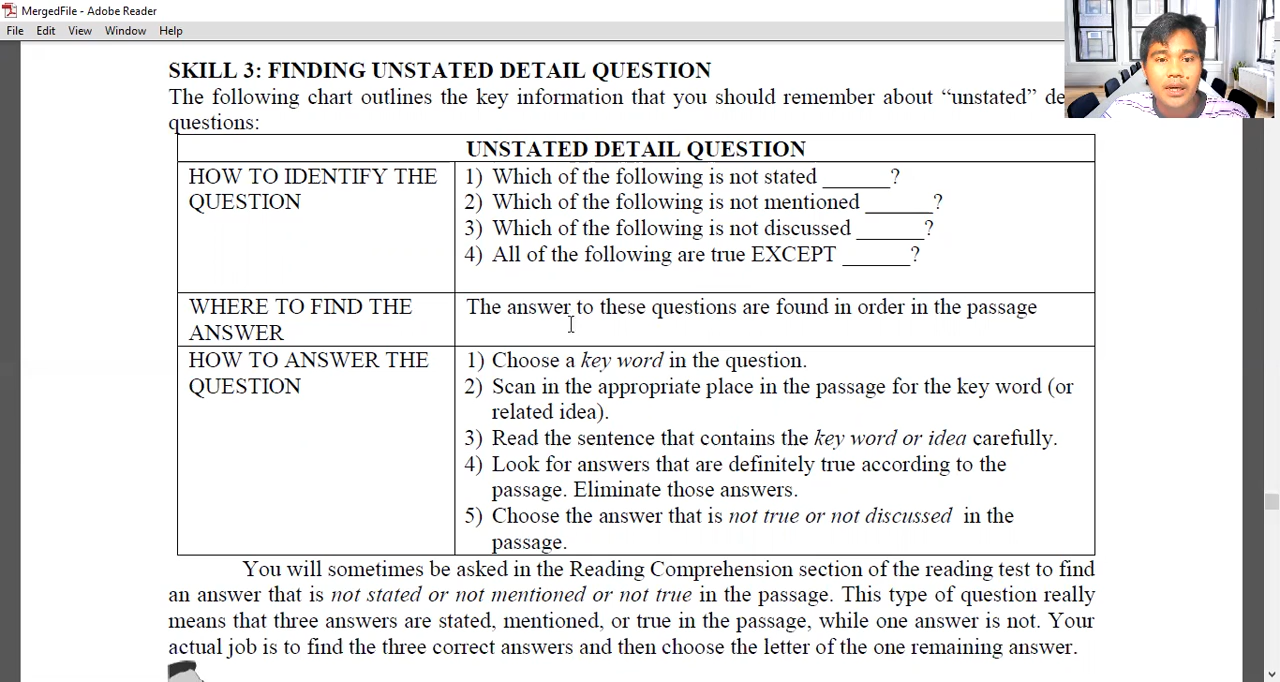 MergedFile - Adobe Reader
File Edit View Window Help
SKILL 3: FINDING UNSTATED DETAIL QUESTION
The following chart outlines the key information that you should remember about “unstated” de
questions:
UNSTATED DETAIL QUESTION
HOW TO IDENTIFY THE
QUESTION
1) Which of the following is not stated ______?
2) Which of the following is not mentioned ______?
3) Which of the following is not discussed ______?
4) All of the following are true EXCEPT ______?
WHERE TO FIND THE
ANSWER
The answer to these questions are found in order in the passage
HOW TO ANSWER THE
QUESTION
1) Choose a key word in the question.
2) Scan in the appropriate place in the passage for the key word (or
related idea).
3) Read the sentence that contains the key word or idea carefully.
4) Look for answers that are definitely true according to the
passage. Eliminate those answers.
5) Choose the answer that is not true or not discussed in the
passage.
You will sometimes be asked in the Reading Comprehension section of the reading test to find
an answer that is not stated or not mentioned or not true in the passage. This type of question really
means that three answers are stated, mentioned, or true in the passage, while one answer is not. Your
actual job is to find the three correct answers and then choose the letter of the one remaining answer.